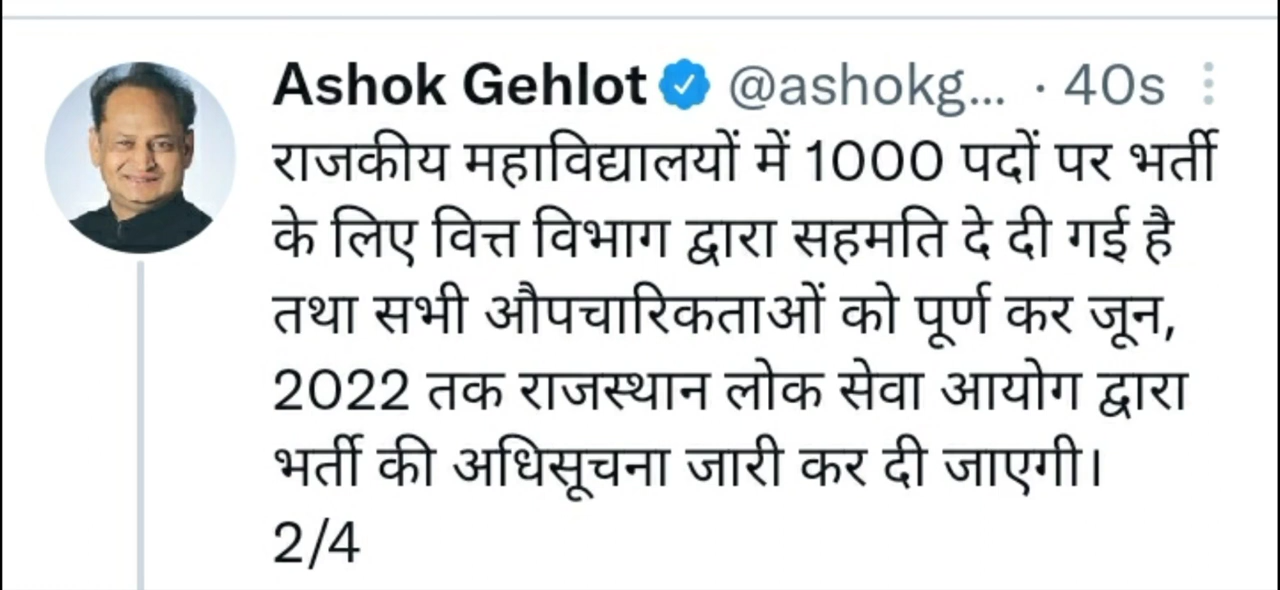 Ashok Gehlot @ashokg... · 40s
राजकीय महाविद्यालयों में 1000 पदों पर भर्ती
के लिए वित्त विभाग द्वारा सहमति दे दी गई है
तथा सभी औपचारिकताओं को पूर्ण कर जून,
2022 तक राजस्थान लोक सेवा आयोग द्वारा
भर्ती की अधिसूचना जारी कर दी जाएगी।
2/4